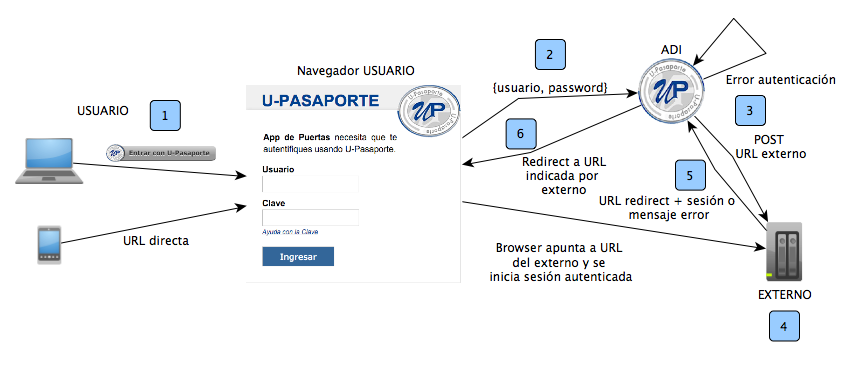 USUARIO
1
Entrar con U-Pasaporte
URL directa
Navegador USUARIO
U-PASAPORTE
U-Pasaporte
UP
U-Pasaporte
App de Puertas necesita que te
autentifiques usando U-Pasaporte.
Usuario
Clave
Ayuda con la Clave
Ingresar
2
{usuario, password}
6
Redirect a URL
indicada por
externo
ADI
U-Pasaporte
UP
U-Pasaporte
Error autenticación
3
POST
URL externo
5
URL redirect + sesión o
mensaje error
Browser apunta a URL
del externo y se
inicia sesión autenticada
EXTERNO
4